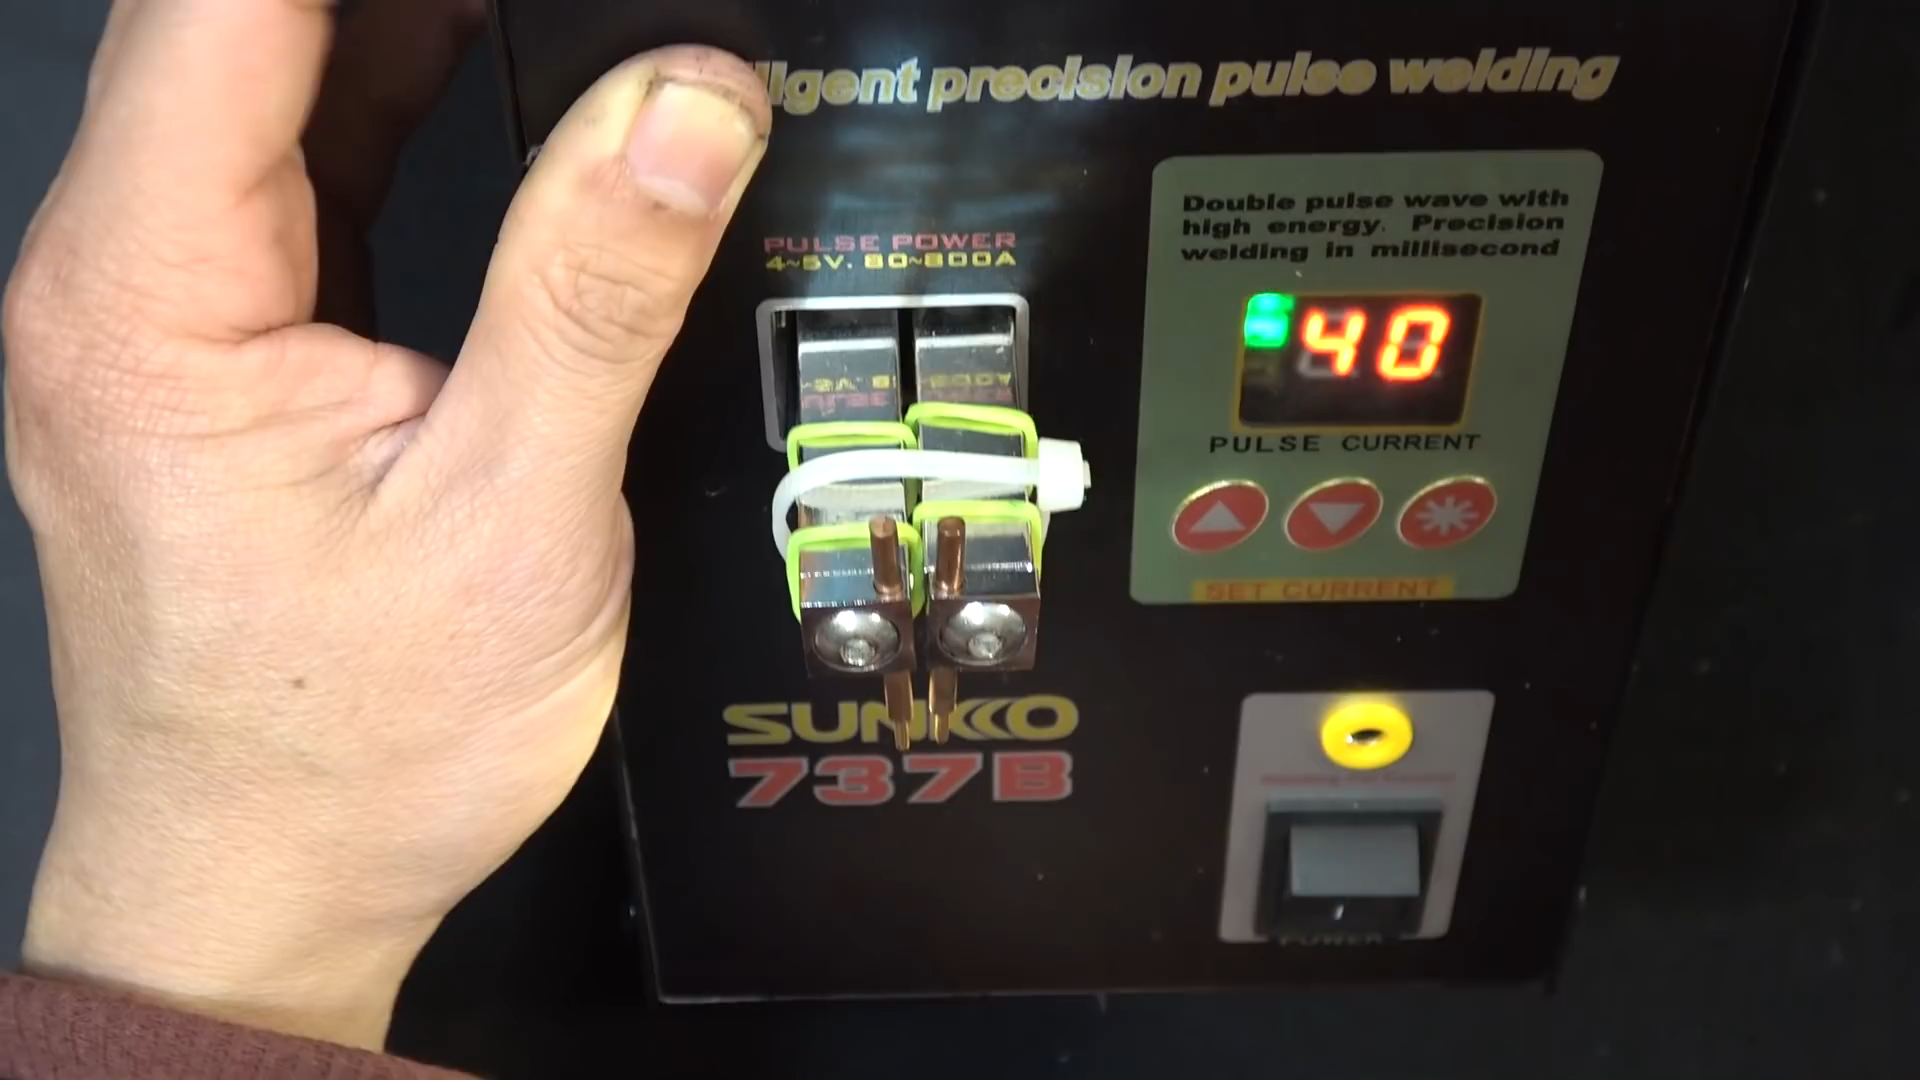 lligent precision pulse welding
PULSE POWER
4~5V. 80~800A
Double pulse wave with
high energy. Precision
welding in millisecond
40
PULSE CURRENT
SET CURRENT
SUNKKO
737B
POWER